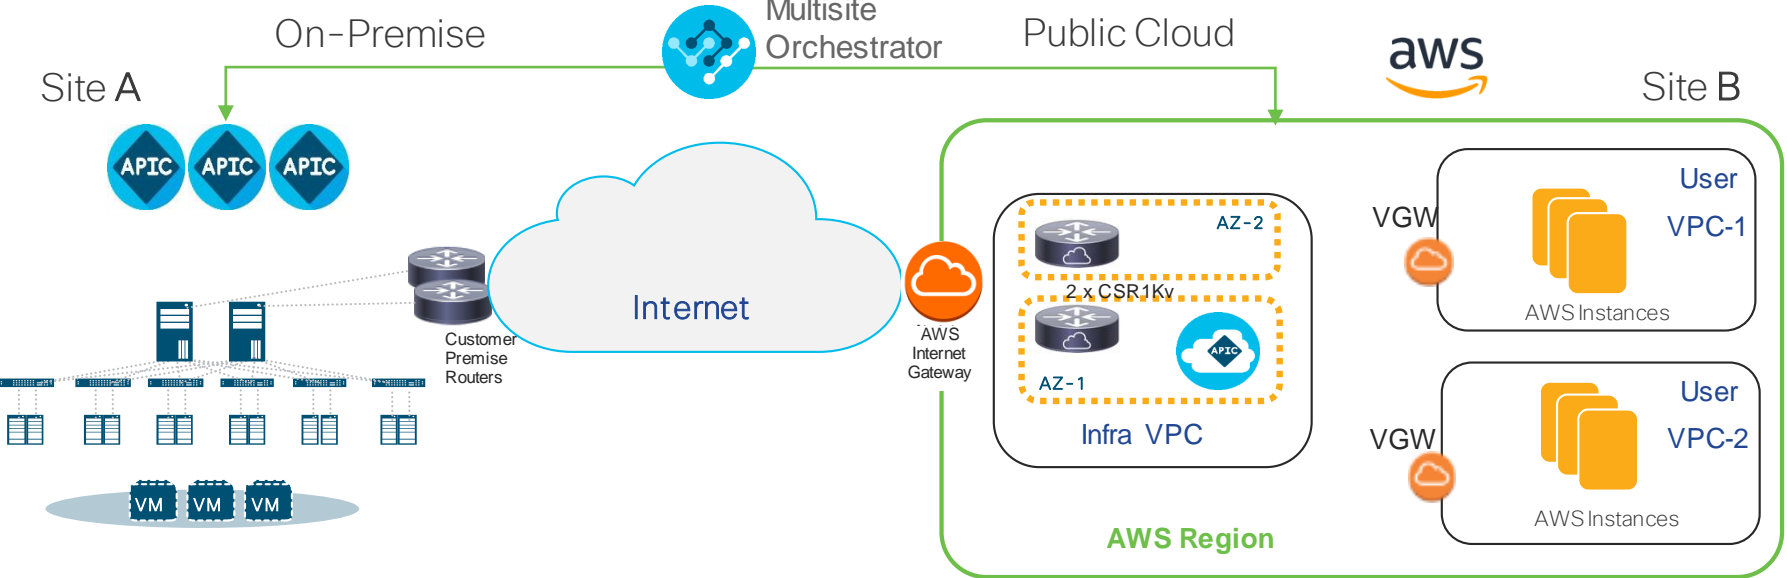 Multisite
Orchestrator
On-Premise
Public Cloud
aws
Site A
Site B
APIC
APIC
APIC
User
VPC-1
VGW
AWS Instances
AZ-2
2 x CSR1Kv
APIC
AZ-1
Infra VPC
Internet
Customer
Premise
Routers
AWS
Internet
Gateway
User
VPC-2
VGW
AWS Instances
VM
VM
VM
AWS Region